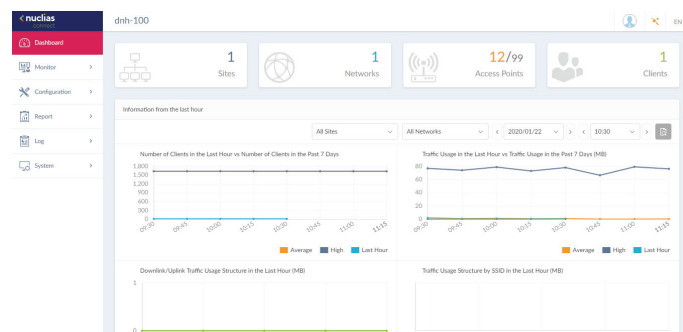 nuclias
connect
dnh-100
EN
Dashboard
Monitor
Configuration
Report
Log
System
1
Sites
1
Networks
12/99
Access Points
1
Clients
Information from the last hour
All Sites
All Networks
< 2020/01/22 >
< 10:30 >
Number of Clients in the Last Hour vs Number of Clients in the Past 7 Days
1,800
1,500
1,200
900
600
300
0
09:30 09:45 10:00 10:15 10:30 10:45 11:00 11:15
Average High Last Hour
Traffic Usage in the Last Hour vs Traffic Usage in the Past 7 Days (MB)
80
60
40
20
0
09:30 09:45 10:00 10:15 10:30 10:45 11:00 11:15
Average High Last Hour
Downlink/Uplink Traffic Usage Structure in the Last Hour (MB)
1
0
Traffic Usage Structure by SSID in the Last Hour (MB)